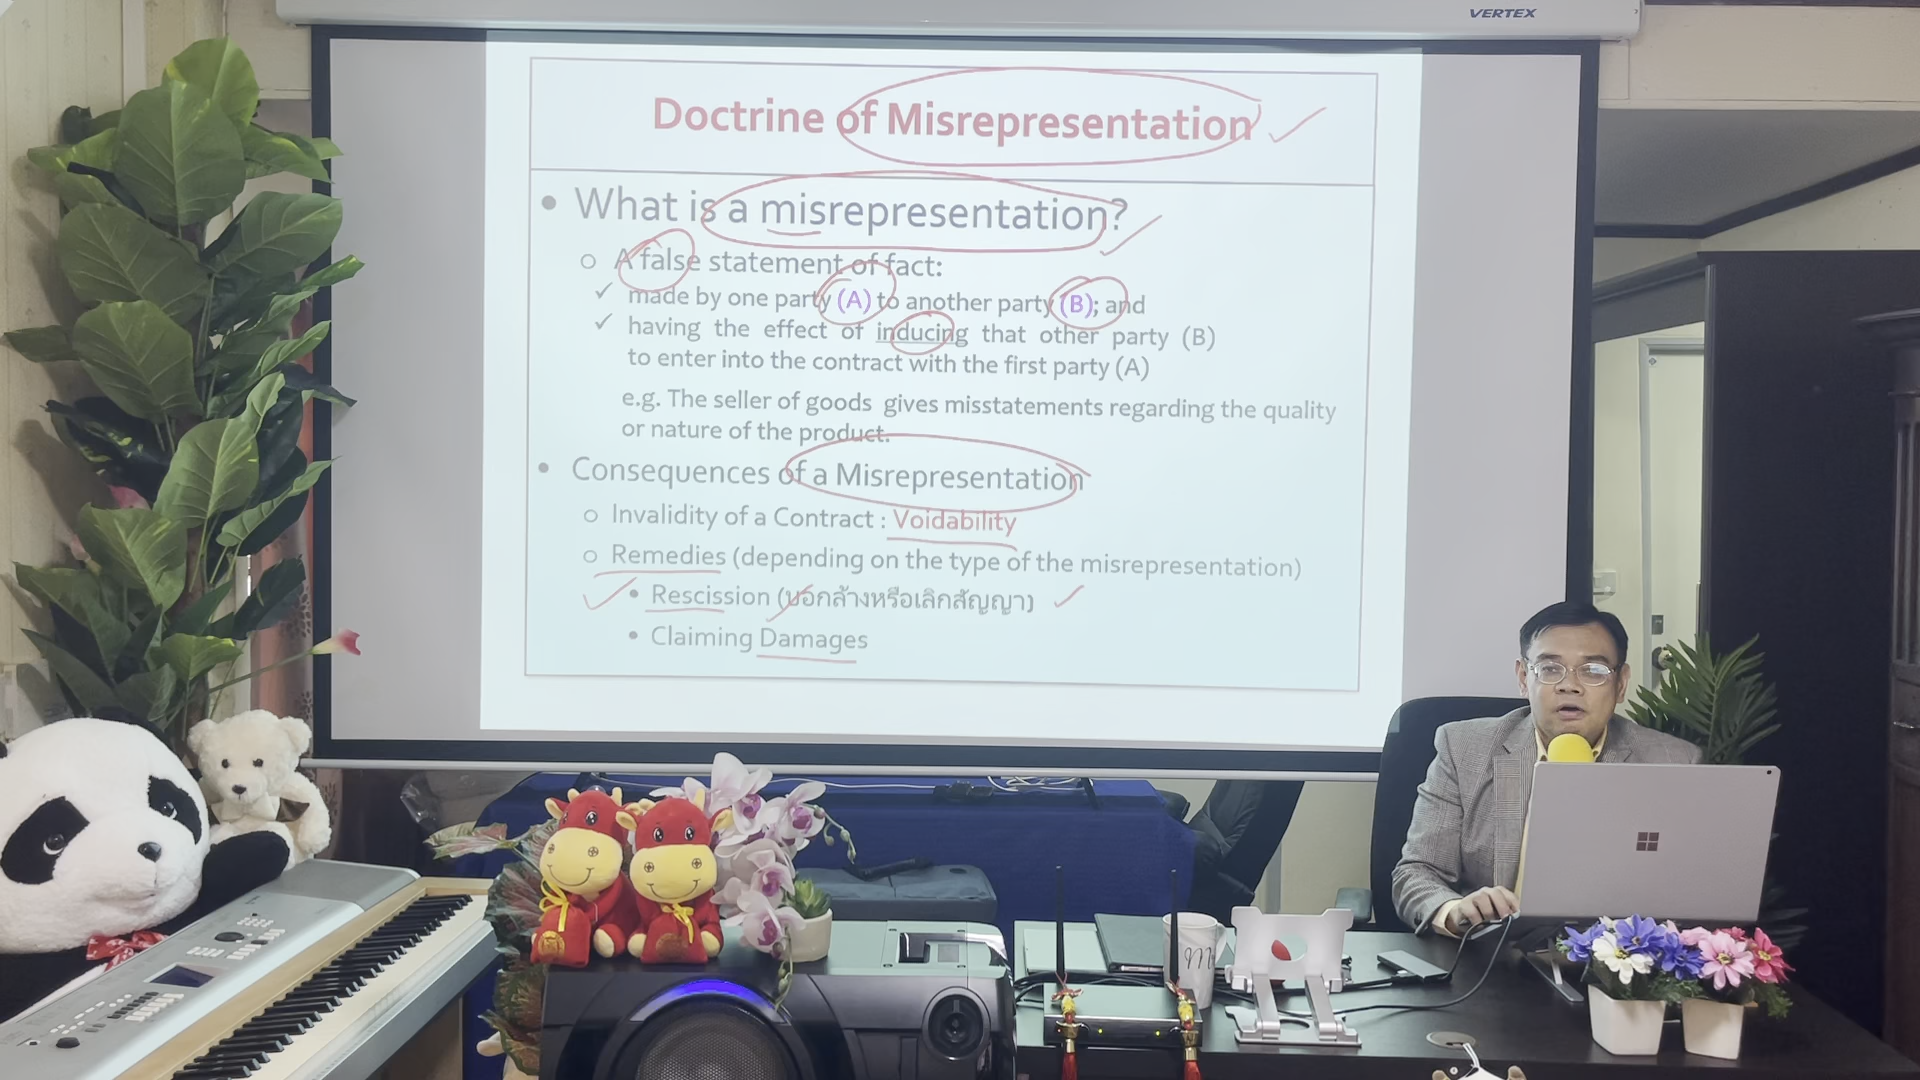 VERTEX
Doctrine of Misrepresentation
• What is a misrepresentation?
o A false statement of fact:
✓ made by one party (A) to another party (B); and
✓ having the effect of inducing that other party (B)
to enter into the contract with the first party (A)
e.g. The seller of goods gives misstatements regarding the quality
or nature of the product.
• Consequences of a Misrepresentation
o Invalidity of a Contract : Voidability
o Remedies (depending on the type of the misrepresentation)
• Rescission (บอกล้างหรือเลิกสัญญา)
• Claiming Damages